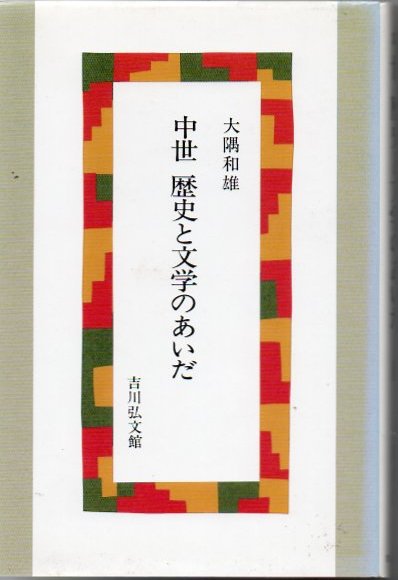 大隅和雄
中世 歴史と文学のあいだ
吉川弘文館